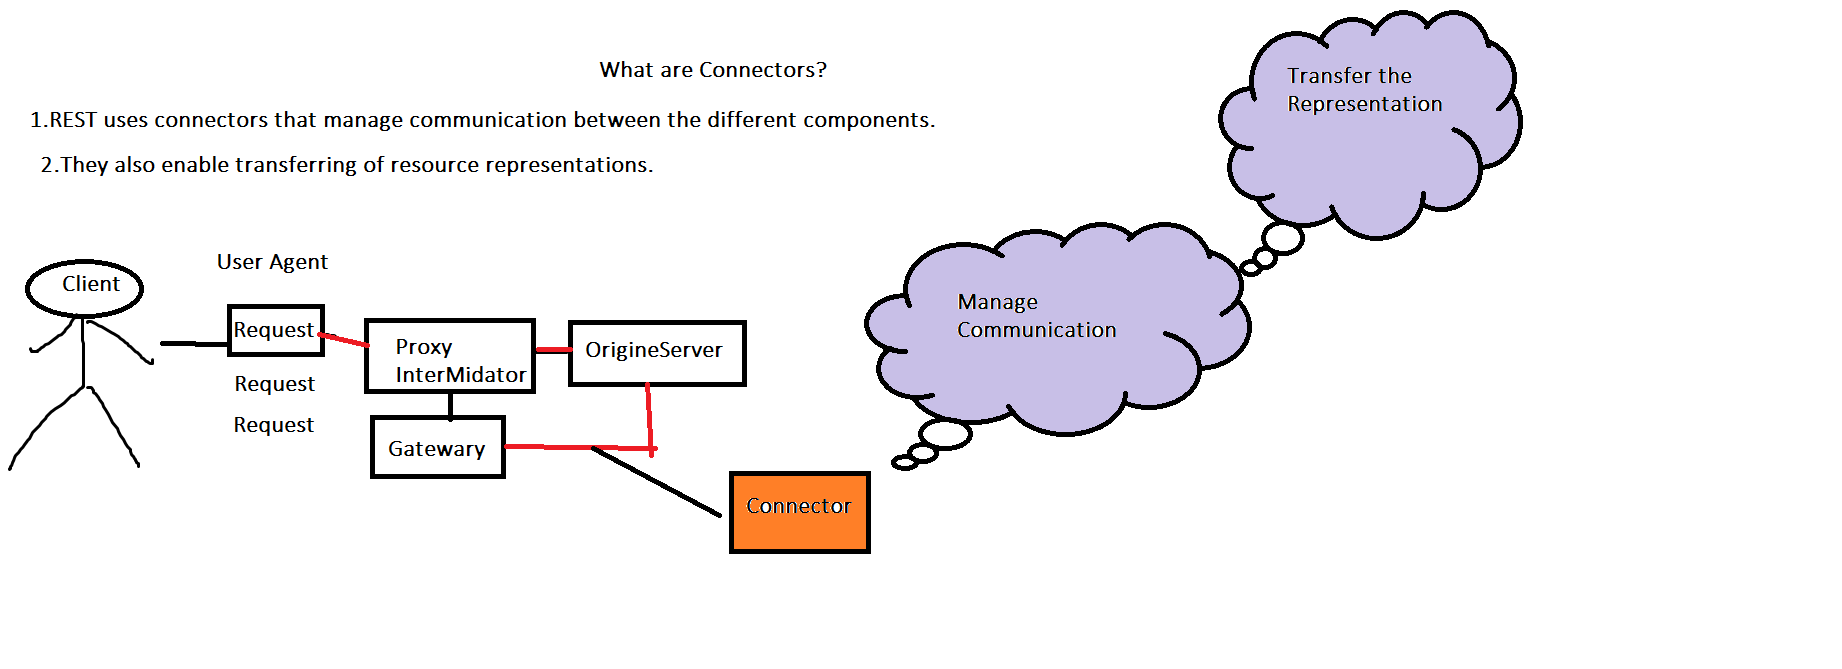 What are Connectors?
1.REST uses connectors that manage communication between the different components.
2.They also enable transferring of resource representations.
Transfer the
Representation
Client
User Agent
Request
Request
Request
Proxy
InterMidator
OrigineServer
Gatewary
Manage
Communication
Connector